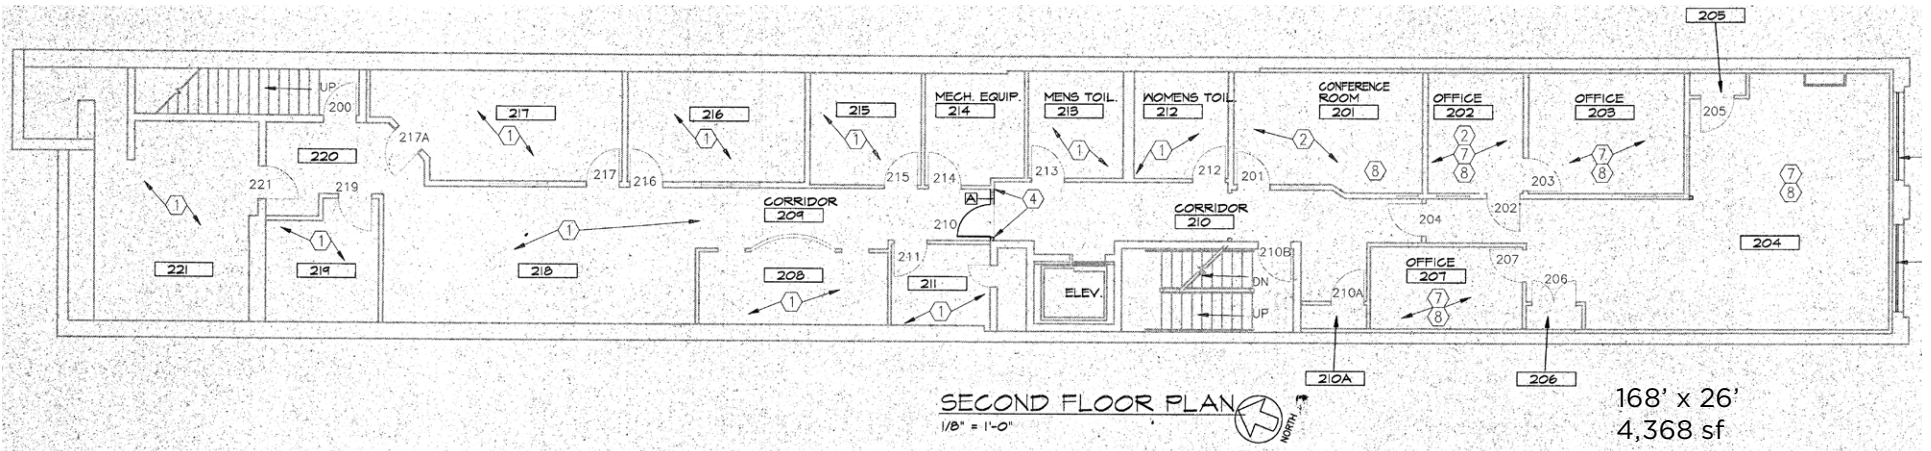 205
UP
200
217
216
215
MECH. EQUIP.
214
MENS TOIL.
213
WOMENS TOIL.
212
CONFERENCE
ROOM
201
OFFICE
202
OFFICE
203
205
217A
1
1
1
1
1
2
8
2
7
8
7
8
7
8
220
221
219
217
216
215
214
213
212
201
203
1
1
1
CORRIDOR
209
210
A
4
CORRIDOR
210
204
202
204
221
219
218
208
211
211
ELEV.
DN
UP
210B
210A
OFFICE
207
207
206
1
1
7
8
210A
206
SECOND FLOOR PLAN
1/8" = 1'-0"
NORTH
168' x 26'
4,368 sf